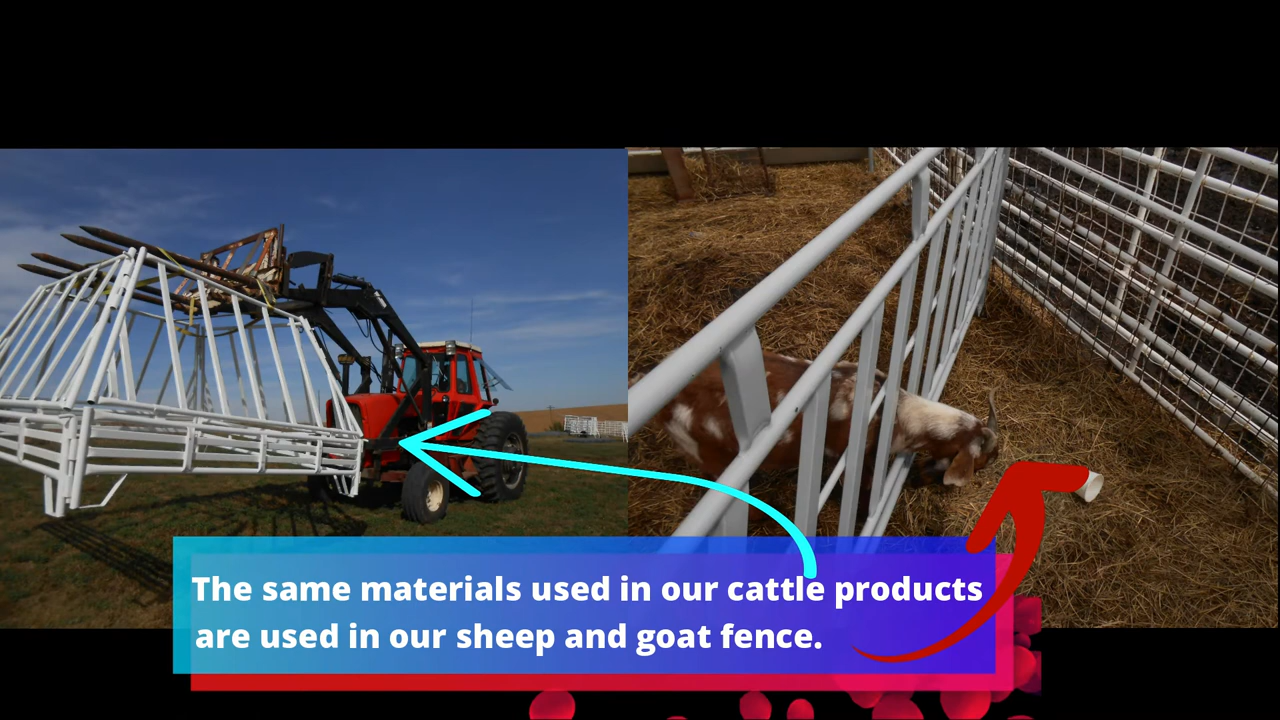 The same materials used in our cattle products
are used in our sheep and goat fence.